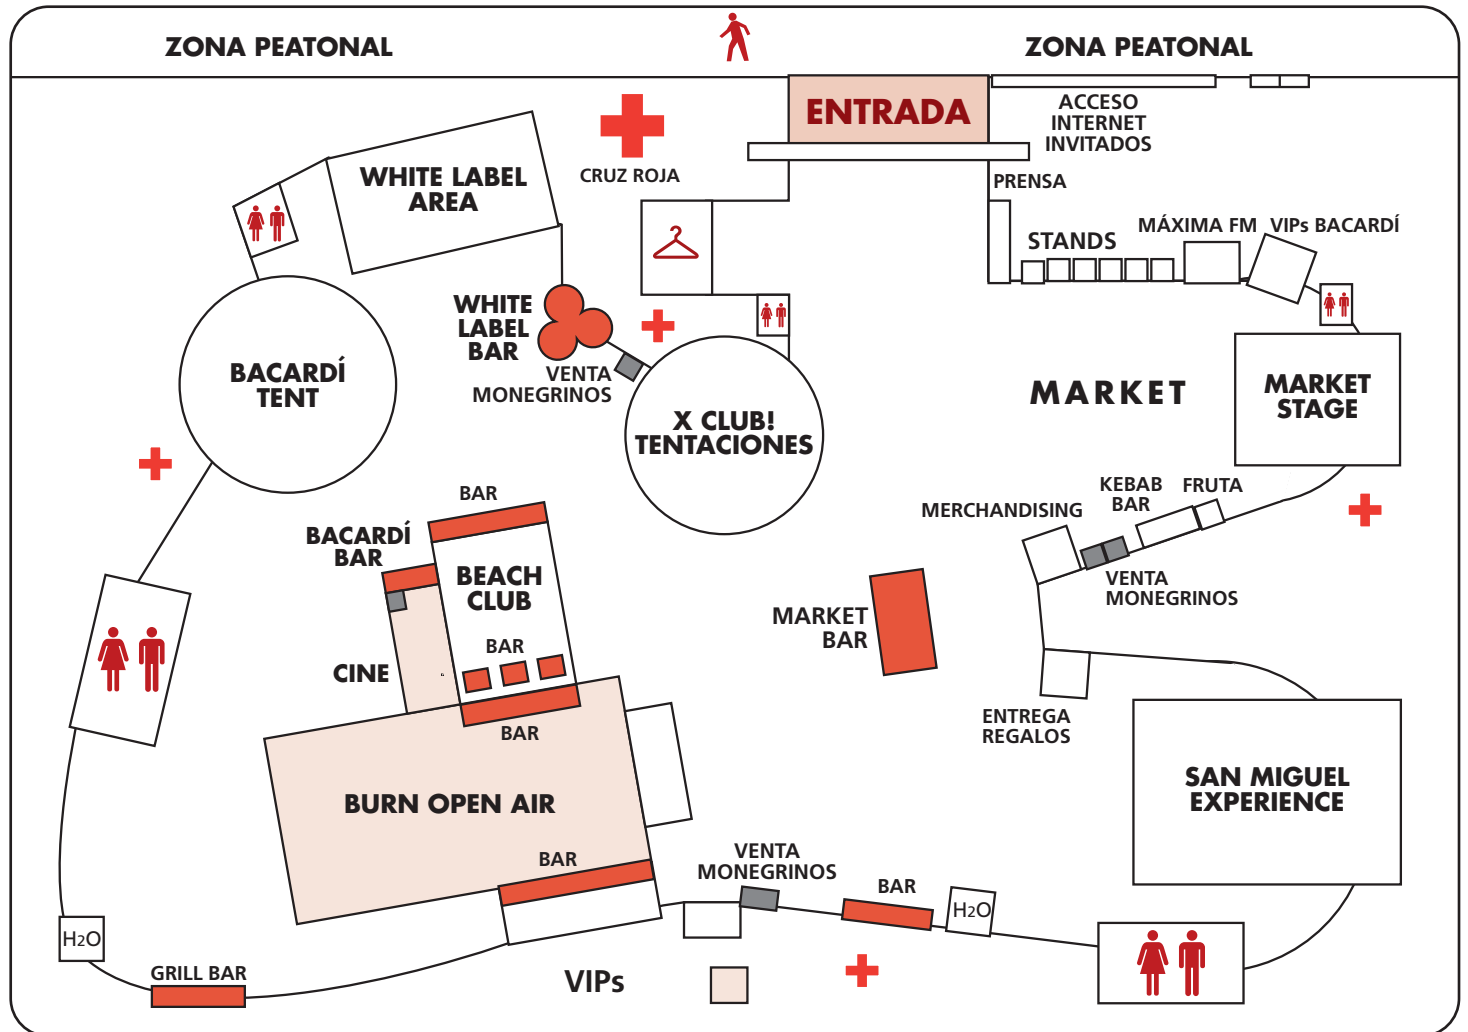 ZONA PEATONAL
ZONA PEATONAL
ENTRADA
ACCESO
INTERNET
INVITADOS
CRUZ ROJA
PRENSA
WHITE LABEL
AREA
STANDS
MÁXIMA FM
VIPs BACARDÍ
WHITE
LABEL
BAR
VENTA
MONEGRINOS
BACARDÍ
TENT
X CLUB!
TENTACIONES
MARKET
MARKET
STAGE
BAR
BACARDÍ
BAR
BEACH
CLUB
BAR
CINE
BAR
MERCHANDISING
KEBAB
BAR
FRUTA
VENTA
MONEGRINOS
MARKET
BAR
ENTREGA
REGALOS
SAN MIGUEL
EXPERIENCE
BURN OPEN AIR
BAR
VENTA
MONEGRINOS
BAR
H2O
H2O
GRILL BAR
VIPs